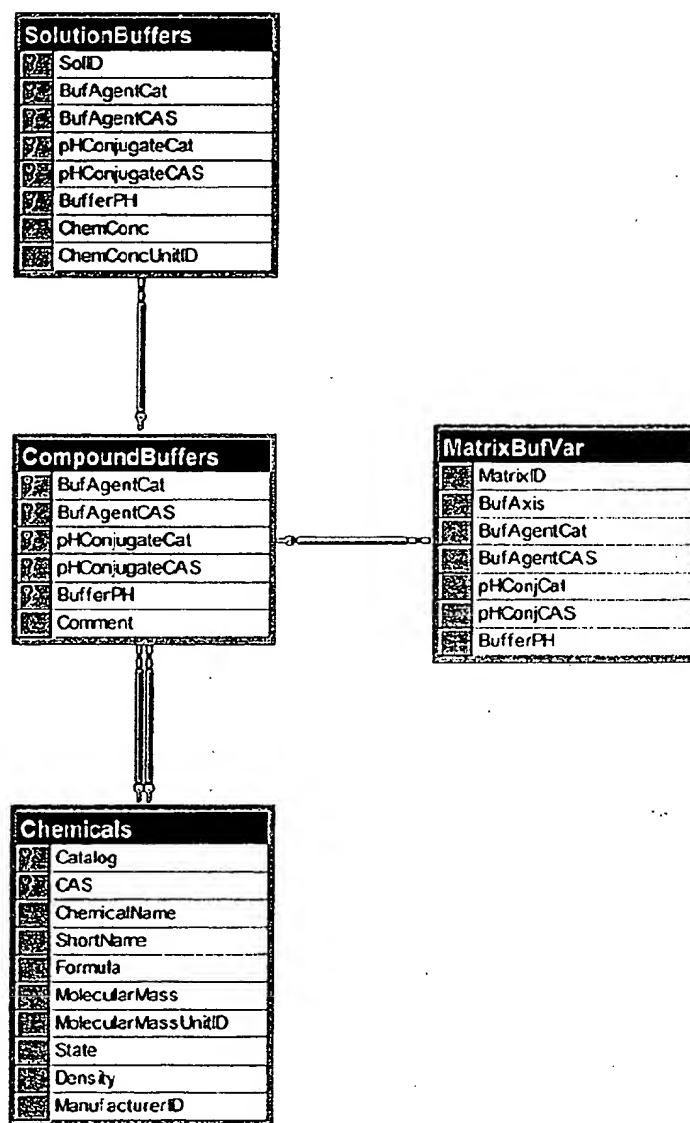 SolutionBuffers
SolID
BufAgentCat
BufAgentCAS
pHConjugateCat
pHConjugateCAS
BufferPH
ChemConc
ChemConcUnitID
CompoundBuffers
BufAgentCat
BufAgentCAS
pHConjugateCat
pHConjugateCAS
BufferPH
Comment
MatrixBufVar
MatrixID
BufAxis
BufAgentCat
BufAgentCAS
pHConjCat
pHConjCAS
BufferPH
Chemicals
Catalog
CAS
ChemicalName
ShortName
Formula
MolecularMass
MolecularMassUnitID
State
Density
ManufacturerID